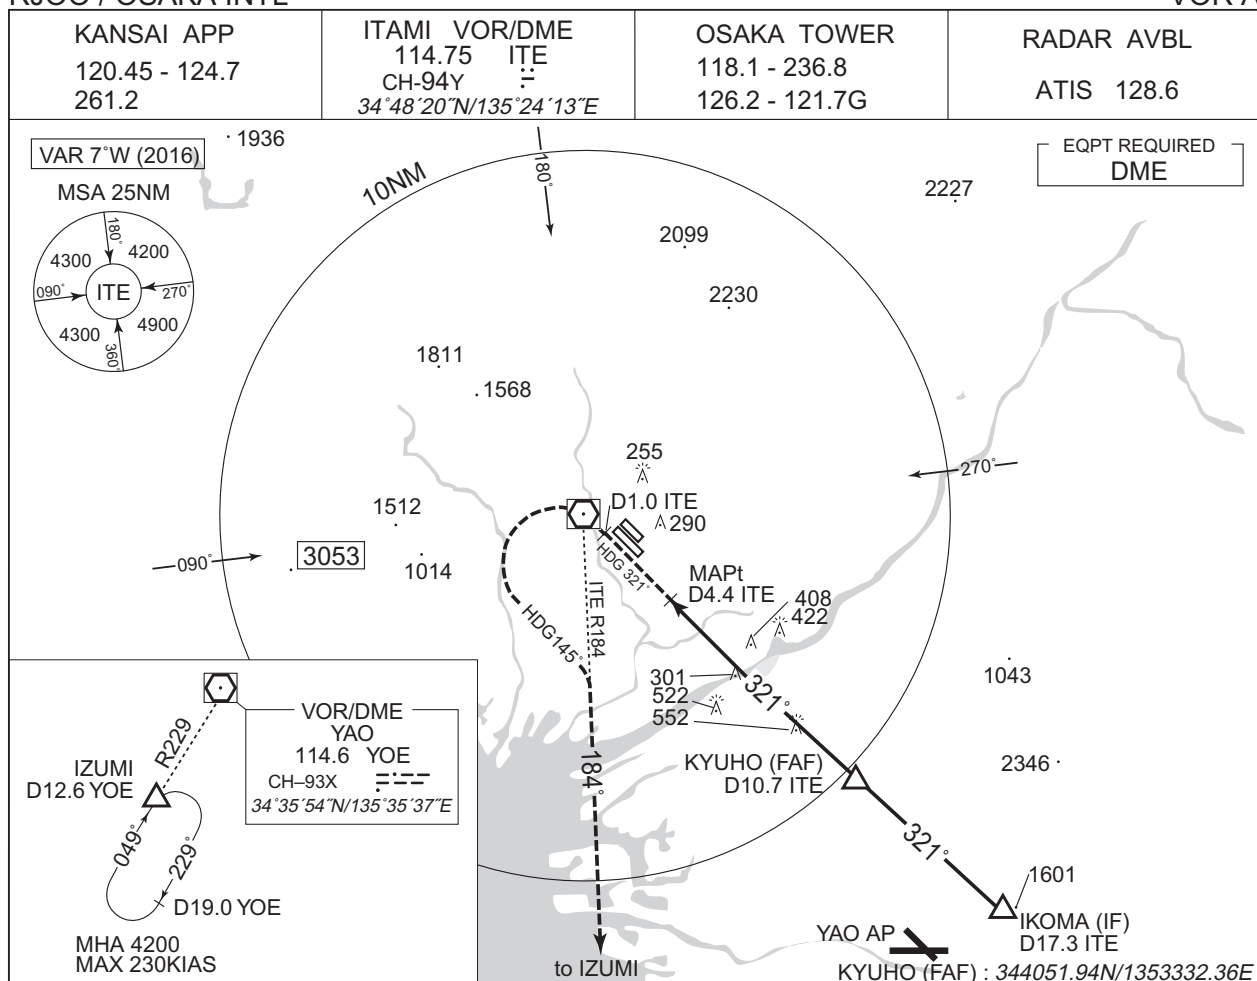 RJOO / OSAKA INTL
VOR A
KANSAI APP
120.45 - 124.7
261.2
ITAMI VOR/DME
114.75 ITE
CH-94Y
34°48´20˝N/135°24´13˝E
OSAKA TOWER
118.1 - 236.8
126.2 - 121.7G
RADAR AVBL
ATIS 128.6
VAR 7°W (2016)
1936
MSA 25NM
180°
4300
4200
090°
ITE
270°
4300
4900
360°
10NM
180°
EQPT REQUIRED
DME
2227
2099
2230
1811
1568
255
270°
D1.0 ITE
290
1512
3053
090°
1014
HDG 321°
MAPt
D4.4 ITE
ITE R184
408
422
HDG145°
301
522
552
321°
1043
KYUHO (FAF)
D10.7 ITE
2346
184°
321°
1601
IKOMA (IF)
D17.3 ITE
YAO AP
to IZUMI
KYUHO (FAF) : 344051.94N/1353332.36E
R229
VOR/DME
YAO
114.6 YOE
CH–93X
34°35´54˝N/135°35´37˝E
IZUMI
D12.6 YOE
049°
229°
D19.0 YOE
MHA 4200
MAX 230KIAS